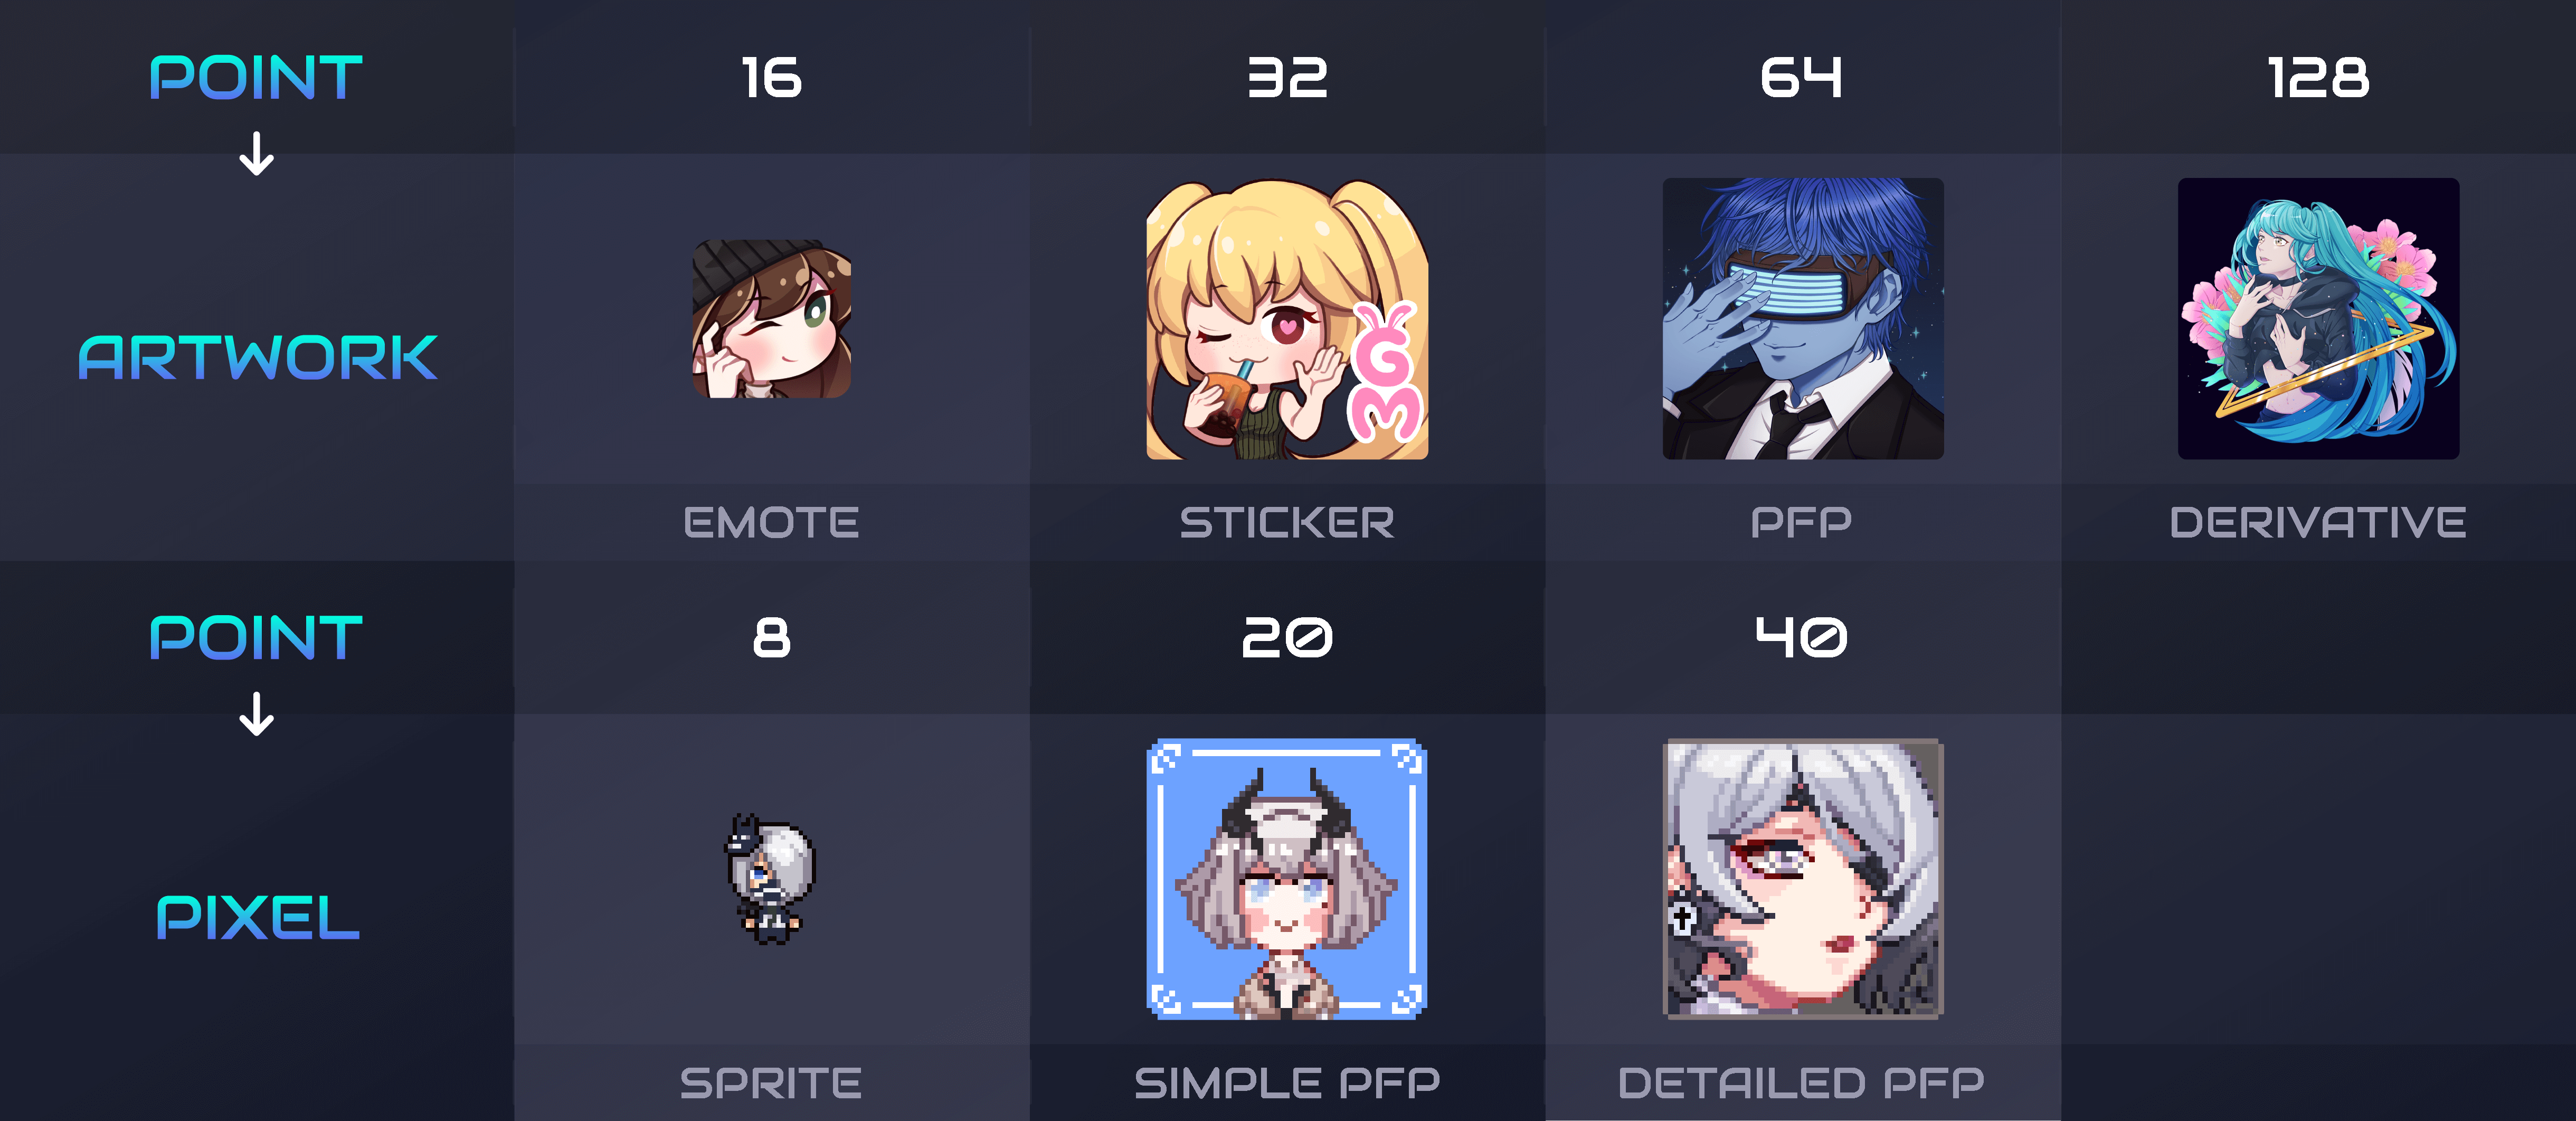 POINT 16 32 64 128
ARTWORK
GM
EMOTE STICKER PFP DERIVATIVE
POINT 8 20 40
PIXEL
SPRITE SIMPLE PFP DETAILED PFP